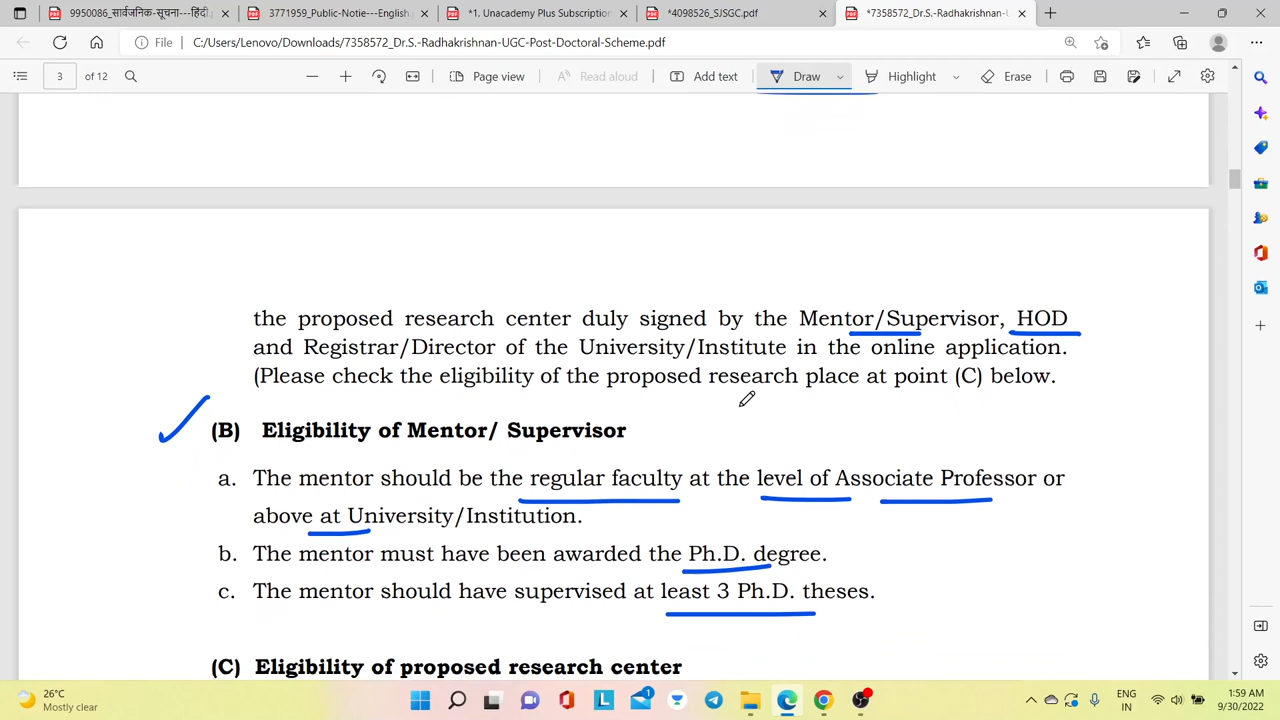 9950086_सार्वजनिक-सूचना---हिंदी.
3771959_Public-Notie---English.p
*1. Unacademy Plus Subscription
*4098526_SJSGC.pdf
*7358572_Dr.S.-Radhakrishnan-U
File C:/Users/Lenovo/Downloads/7358572_Dr.S.-Radhakrishnan-UGC-Post-Doctoral-Scheme.pdf
3 of 12 Page view Read aloud Add text Draw Highlight Erase
the proposed research center duly signed by the Mentor/Supervisor, HOD
and Registrar/Director of the University/Institute in the online application.
(Please check the eligibility of the proposed research place at point (C) below.
(B) Eligibility of Mentor/ Supervisor
a. The mentor should be the regular faculty at the level of Associate Professor or
above at University/Institution.
b. The mentor must have been awarded the Ph.D. degree.
c. The mentor should have supervised at least 3 Ph.D. theses.
(C) Eligibility of proposed research center
26°C
Mostly clear
ENG
IN
1:59 AM
9/30/2022